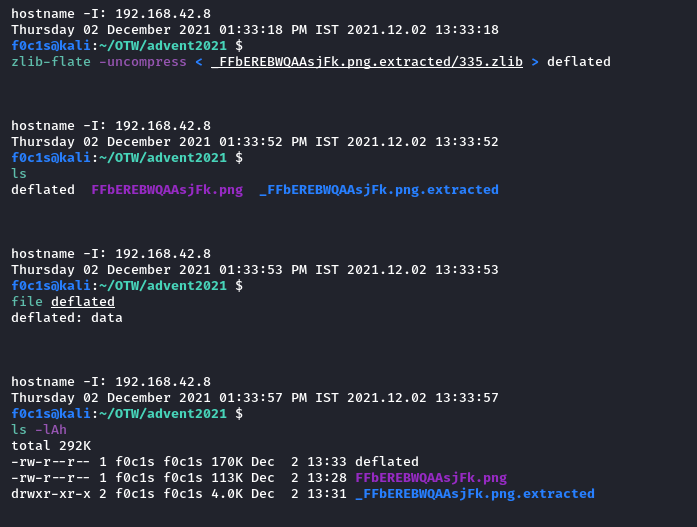 hostname -I: 192.168.42.8
Thursday 02 December 2021 01:33:18 PM IST 2021.12.02 13:33:18
f0c1s@kali:~/OTW/advent2021 $
zlib-flate -uncompress < _FFbEREBWQAAsjFk.png.extracted/335.zlib > deflated
hostname -I: 192.168.42.8
Thursday 02 December 2021 01:33:52 PM IST 2021.12.02 13:33:52
f0c1s@kali:~/OTW/advent2021 $
ls
deflated  FFbEREBWQAAsjFk.png  _FFbEREBWQAAsjFk.png.extracted
hostname -I: 192.168.42.8
Thursday 02 December 2021 01:33:53 PM IST 2021.12.02 13:33:53
f0c1s@kali:~/OTW/advent2021 $
file deflated
deflated: data
hostname -I: 192.168.42.8
Thursday 02 December 2021 01:33:57 PM IST 2021.12.02 13:33:57
f0c1s@kali:~/OTW/advent2021 $
ls -lAh
total 292K
-rw-r--r-- 1 f0c1s f0c1s 170K Dec  2 13:33 deflated
-rw-r--r-- 1 f0c1s f0c1s 113K Dec  2 13:28 FFbEREBWQAAsjFk.png
drwxr-xr-x 2 f0c1s f0c1s 4.0K Dec  2 13:31 _FFbEREBWQAAsjFk.png.extracted